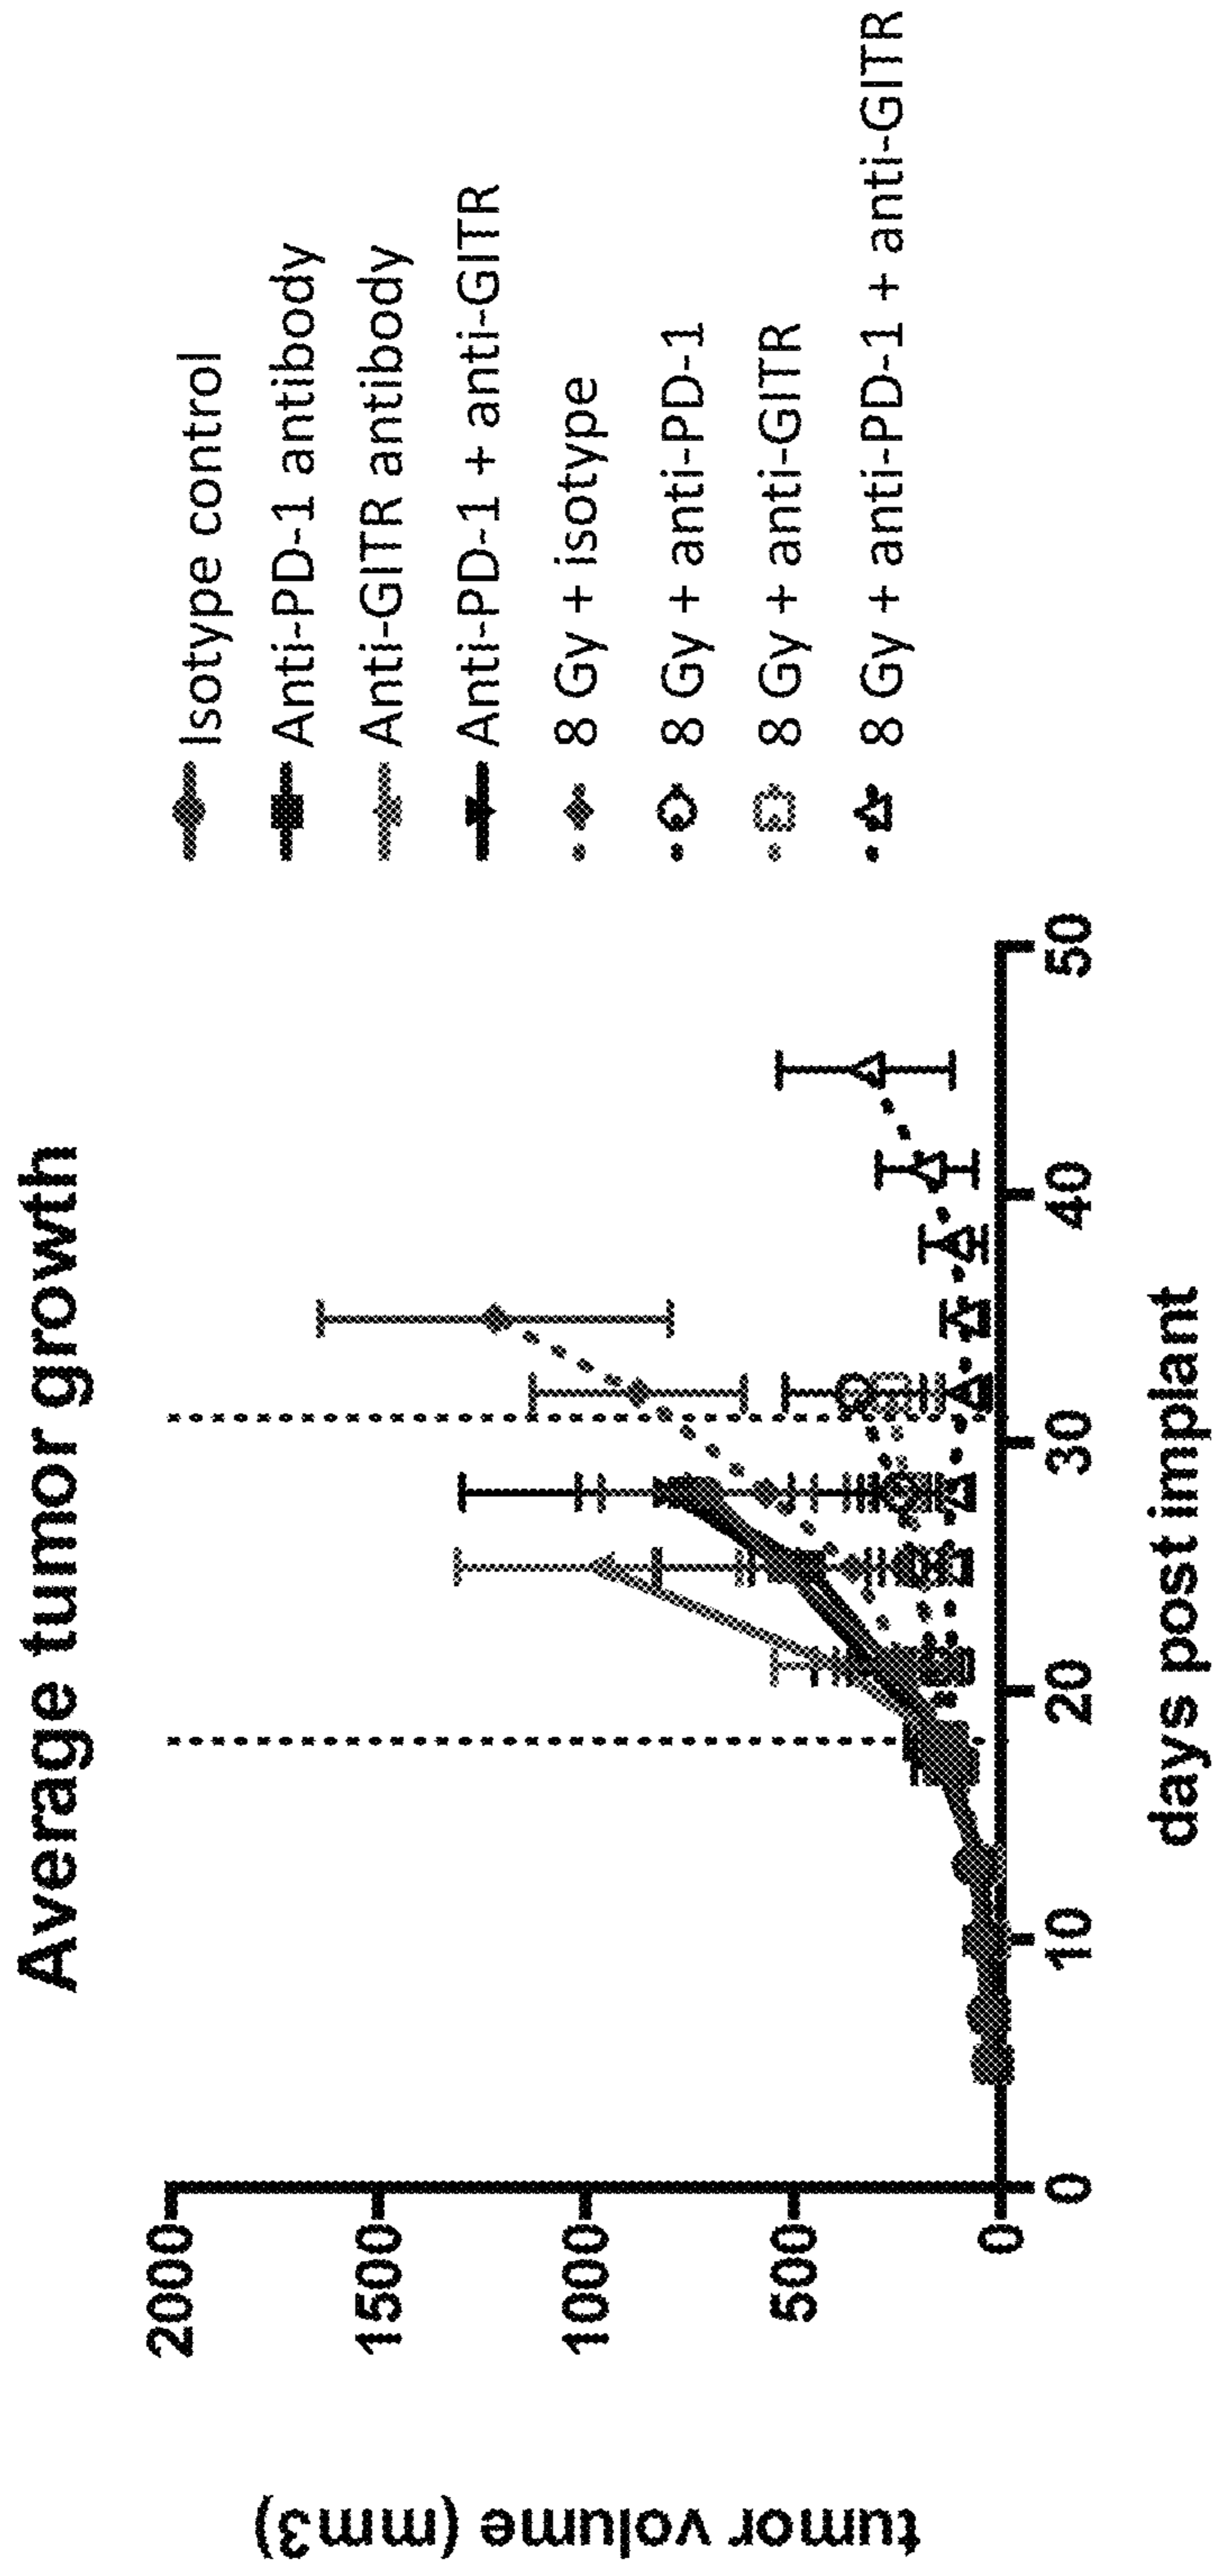 Average tumor growth
tumor volume (mm3)
2000
1500
1000
500
0
0
10
20
30
40
50
days post implant
Isotype control
Anti-PD-1 antibody
Anti-GITR antibody
Anti-PD-1 + anti-GITR
8 Gy + isotype
8 Gy + anti-PD-1
8 Gy + anti-GITR
8 Gy + anti-PD-1 + anti-GITR